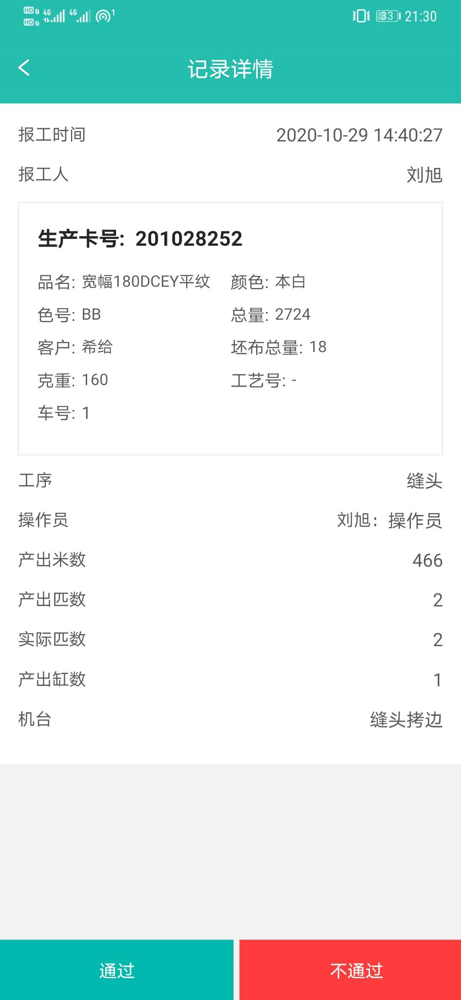 HD 1 4G 4G 1 33 21:30
HD 2
记录详情
报工时间 2020-10-29 14:40:27
报工人 刘旭
生产卡号: 201028252
品名: 宽幅180DCEY平纹 颜色: 本白
色号: BB 总量: 2724
客户: 希给 坯布总量: 18
克重: 160 工艺号: -
车号: 1
工序 缝头
操作员 刘旭：操作员
产出米数 466
产出匹数 2
实际匹数 2
产出缸数 1
机台 缝头拷边
通过 不通过